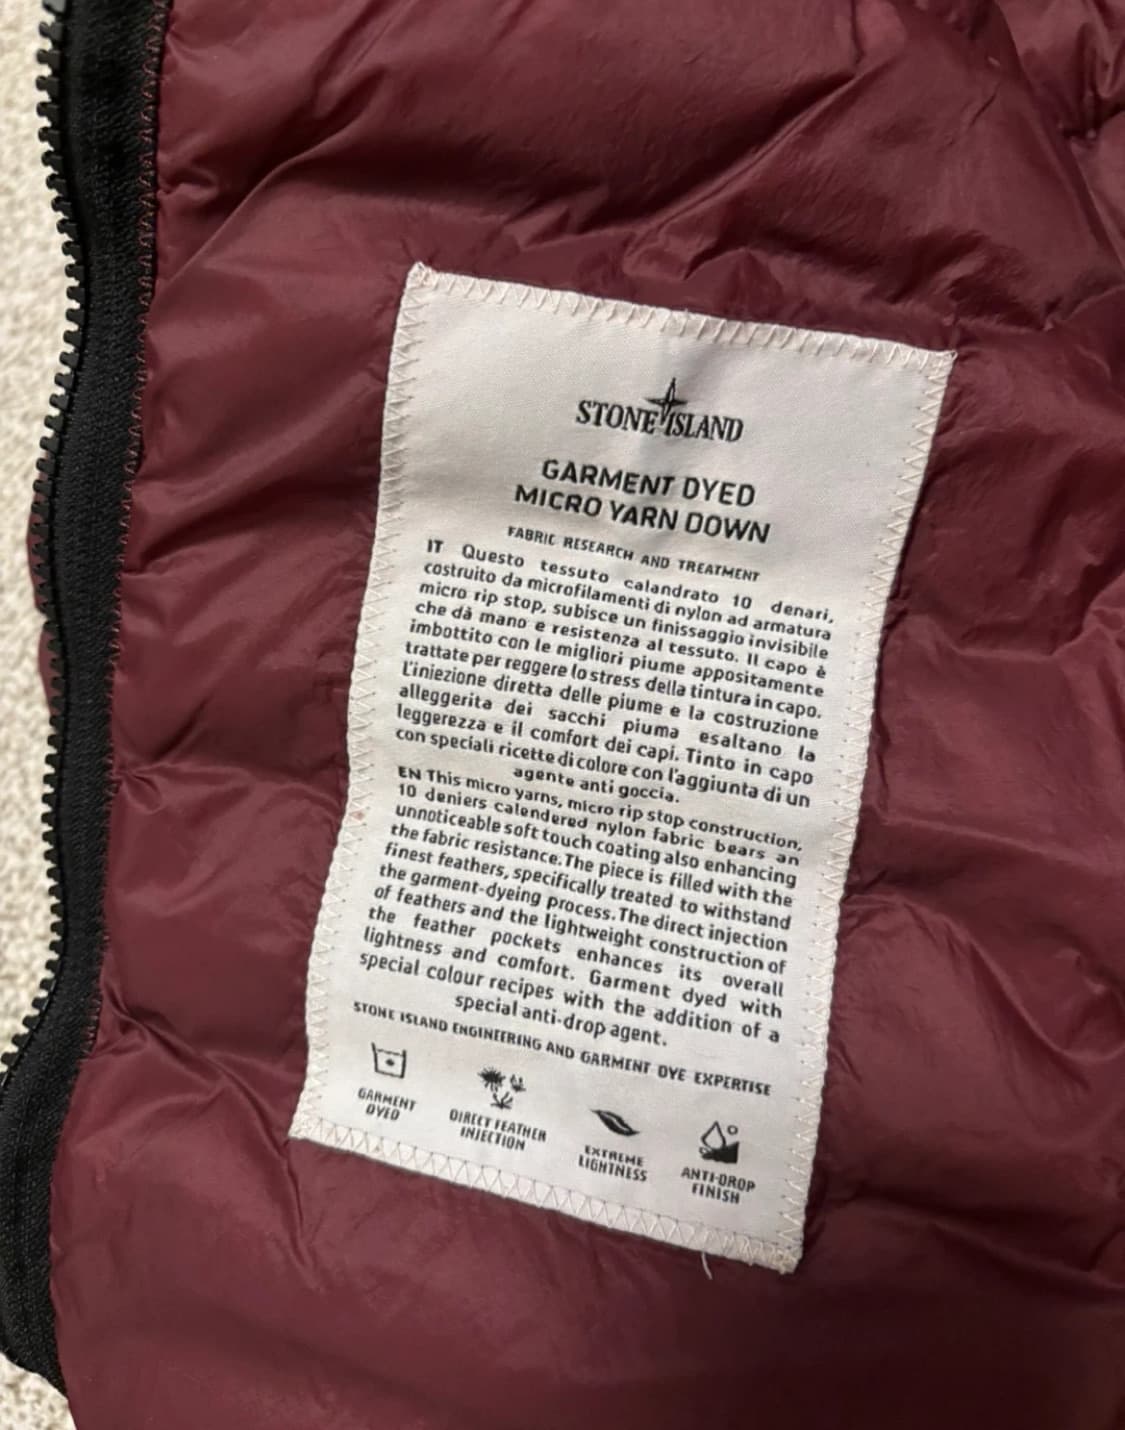 STONE ISLAND
GARMENT DYED
MICRO YARN DOWN
FABRIC RESEARCH AND TREATMENT
IT Questo tessuto calandrato 10 denari,
costruito da microfilamenti di nylon ad armatura
micro rip stop, subisce un finissaggio invisibile
che dà mano e resistenza al tessuto. Il capo è
imbottito con le migliori piume appositamente
trattate per reggere lo stress della tintura in capo.
L'iniezione diretta delle piume e la costruzione
alleggerita dei sacchi piuma esaltano la
leggerezza e il comfort dei capi. Tinto in capo
con speciali ricette di colore con l'aggiunta di un
agente anti goccia.
EN This micro yarns, micro rip stop construction,
10 deniers calendered nylon fabric bears an
unnoticeable soft touch coating also enhancing
the fabric resistance. The piece is filled with the
finest feathers, specifically treated to withstand
the garment-dyeing process. The direct injection
of feathers and the lightweight construction of
the feather pockets enhances its overall
lightness and comfort. Garment dyed with
special colour recipes with the addition of a
special anti-drop agent.
STONE ISLAND ENGINEERING AND GARMENT DYE EXPERTISE
GARMENT
DYED
DIRECT FEATHER
INJECTION
EXTREME
LIGHTNESS
ANTI-DROP
FINISH